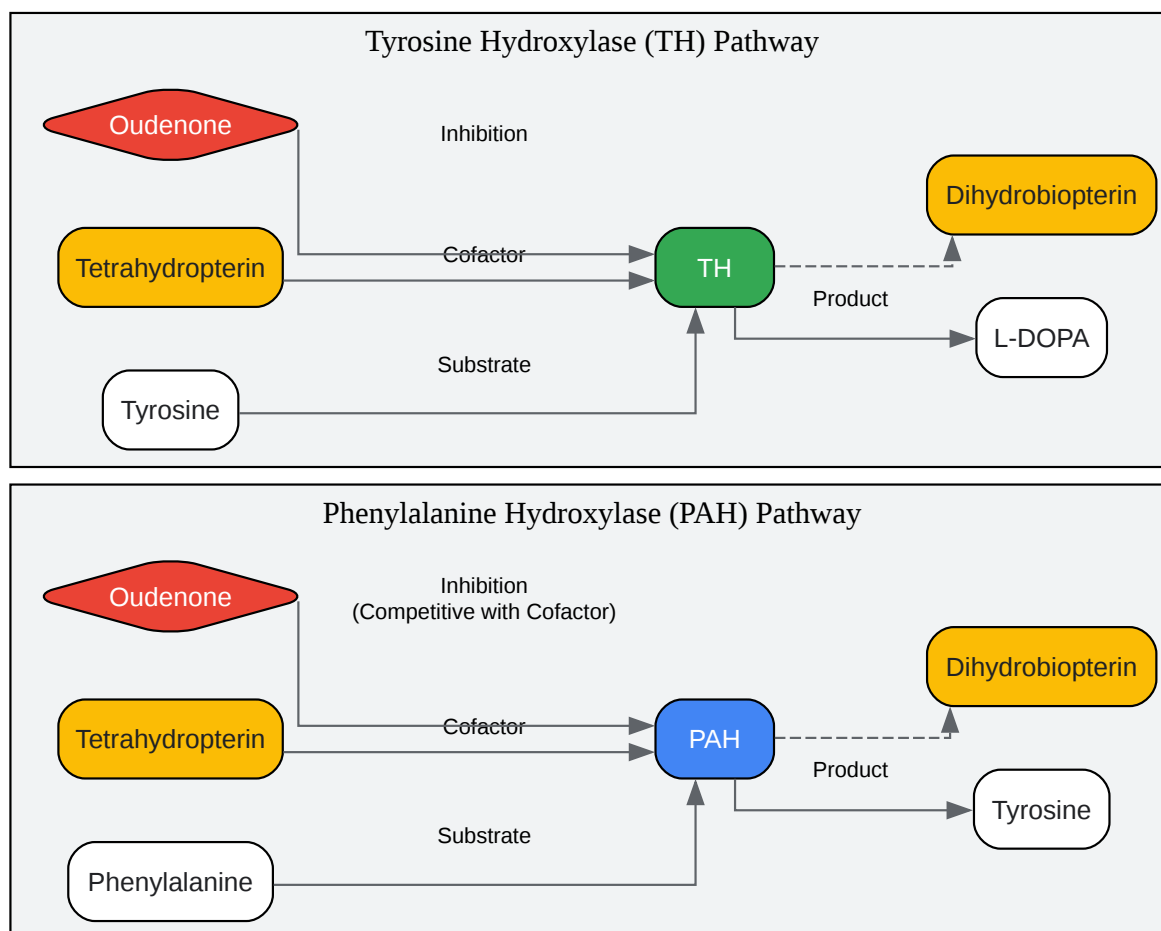 Tyrosine Hydroxylase (TH) Pathway
Oudenone
Inhibition
Dihydrobiopterin
Tetrahydropterin
Cofactor
TH
Product
L-DOPA
Substrate
Tyrosine
Phenylalanine Hydroxylase (PAH) Pathway
Oudenone
Inhibition
(Competitive with Cofactor)
Dihydrobiopterin
Tetrahydropterin
Cofactor
PAH
Product
Tyrosine
Substrate
Phenylalanine